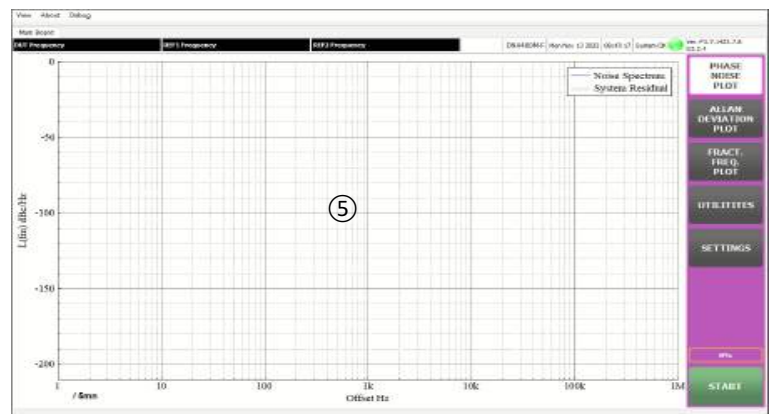 View About Debug
Main Board
DUT Frequency REF1 Frequency REF2 Frequency
System OK
0
-50
-100
-150
-200
L(fm) dBc/Hz
Noise Spectrum
System Residual
⑤
1 10 100 1k 10k 100k 1M
Offset Hz
PHASE
NOISE
PLOT
ALLAN
DEVIATION
PLOT
FRACT.
FREQ.
PLOT
UTILITITES
SETTINGS
START